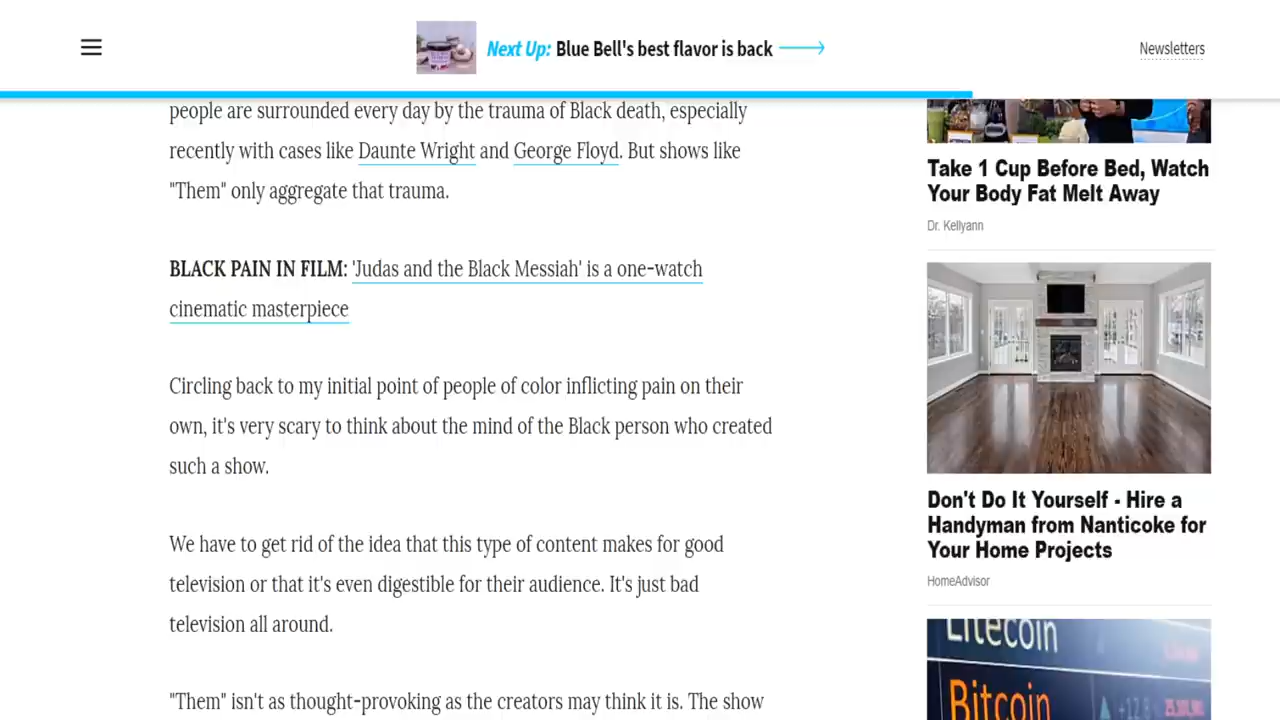 Next Up: Blue Bell's best flavor is back
Newsletters
people are surrounded every day by the trauma of Black death, especially
recently with cases like Daunte Wright and George Floyd. But shows like
"Them" only aggregate that trauma.
BLACK PAIN IN FILM: 'Judas and the Black Messiah' is a one-watch
cinematic masterpiece
Circling back to my initial point of people of color inflicting pain on their
own, it's very scary to think about the mind of the Black person who created
such a show.
We have to get rid of the idea that this type of content makes for good
television or that it's even digestible for their audience. It's just bad
television all around.
"Them" isn't as thought-provoking as the creators may think it is. The show
Take 1 Cup Before Bed, Watch
Your Body Fat Melt Away
Dr. Kellyann
Don't Do It Yourself - Hire a
Handyman from Nanticoke for
Your Home Projects
HomeAdvisor
Litecoin
Bitcoin